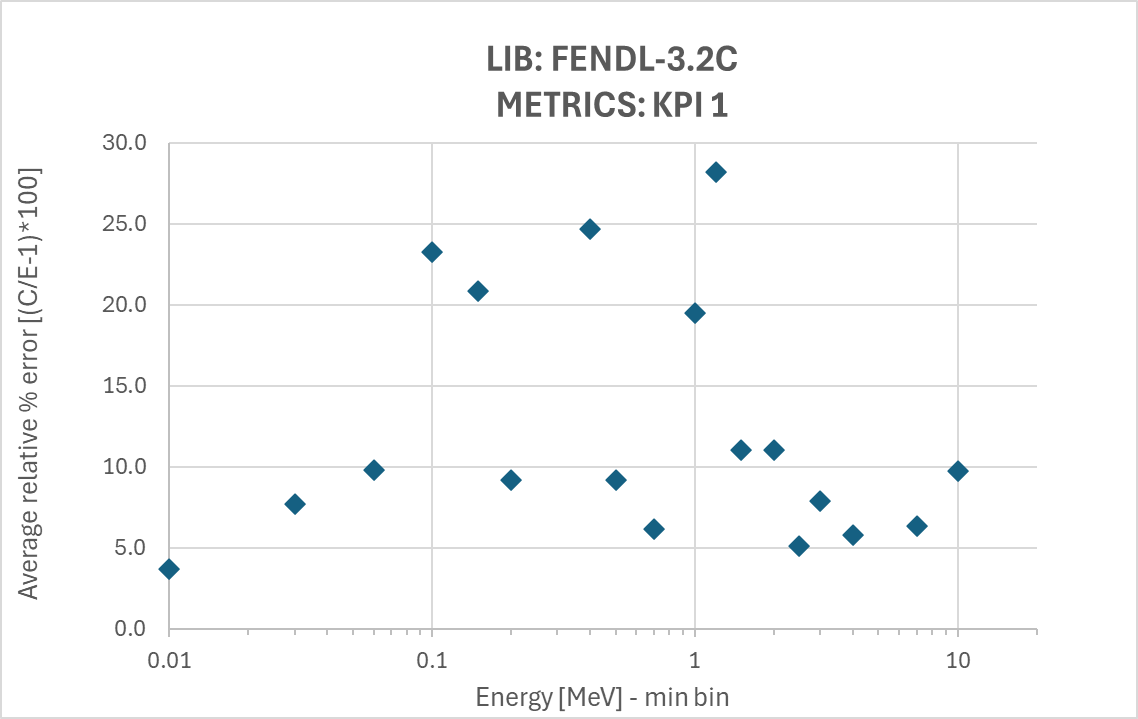 LIB: FENDL-3.2C
METRICS: KPI 1
Average relative % error [(C/E-1)*100]
30.0
25.0
20.0
15.0
10.0
5.0
0.0
0.01 0.1 1 10
Energy [MeV] - min bin